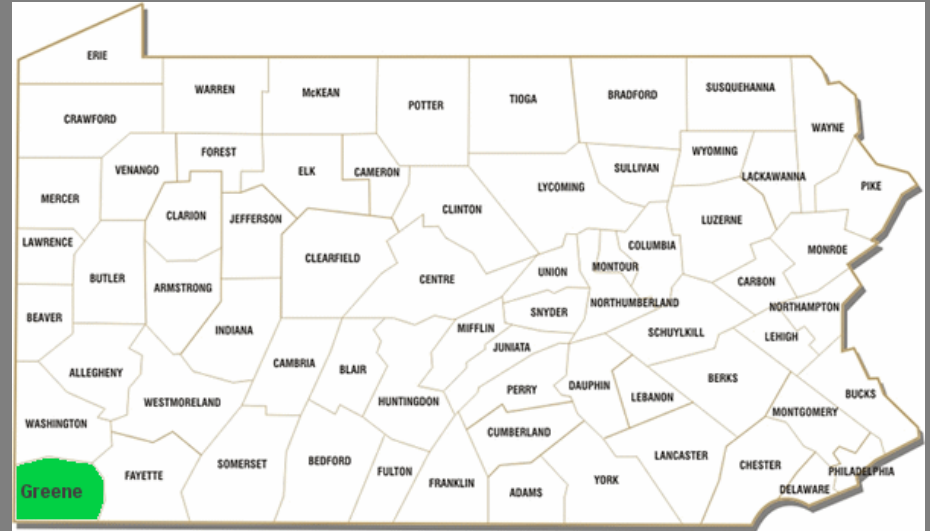 ERIE
WARREN
McKEAN
POTTER
TIOGA
BRADFORD
SUSQUEHANNA
CRAWFORD
WAYNE
FOREST
WYOMING
VENANGO
ELK
CAMERON
SULLIVAN
LACKAWANNA
LYCOMING
PIKE
MERCER
CLARION
JEFFERSON
CLINTON
LUZERNE
LAWRENCE
COLUMBIA
MONROE
BUTLER
CLEARFIELD
CENTRE
UNION
MONTOUR
CARBON
ARMSTRONG
NORTHUMBERLAND
NORTHAMPTON
BEAVER
SNYDER
INDIANA
MIFFLIN
SCHUYLKILL
LEHIGH
JUNIATA
CAMBRIA
BLAIR
ALLEGHENY
BERKS
PERRY
DAUPHIN
LEBANON
BUCKS
WESTMORELAND
HUNTINGDON
MONTGOMERY
WASHINGTON
CUMBERLAND
LANCASTER
SOMERSET
BEDFORD
CHESTER
FULTON
PHILADELPHIA
FAYETTE
YORK
FRANKLIN
DELAWARE
Greene
ADAMS